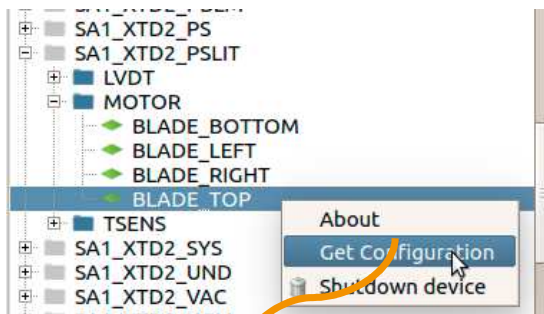 SA1_XTD2_PS
SA1_XTD2_PSLIT
LVDT
MOTOR
BLADE_BOTTOM
BLADE_LEFT
BLADE_RIGHT
BLADE_TOP
TSENS
SA1_XTD2_SYS
SA1_XTD2_UND
SA1_XTD2_VAC
About
Get Configuration
Shutdown device